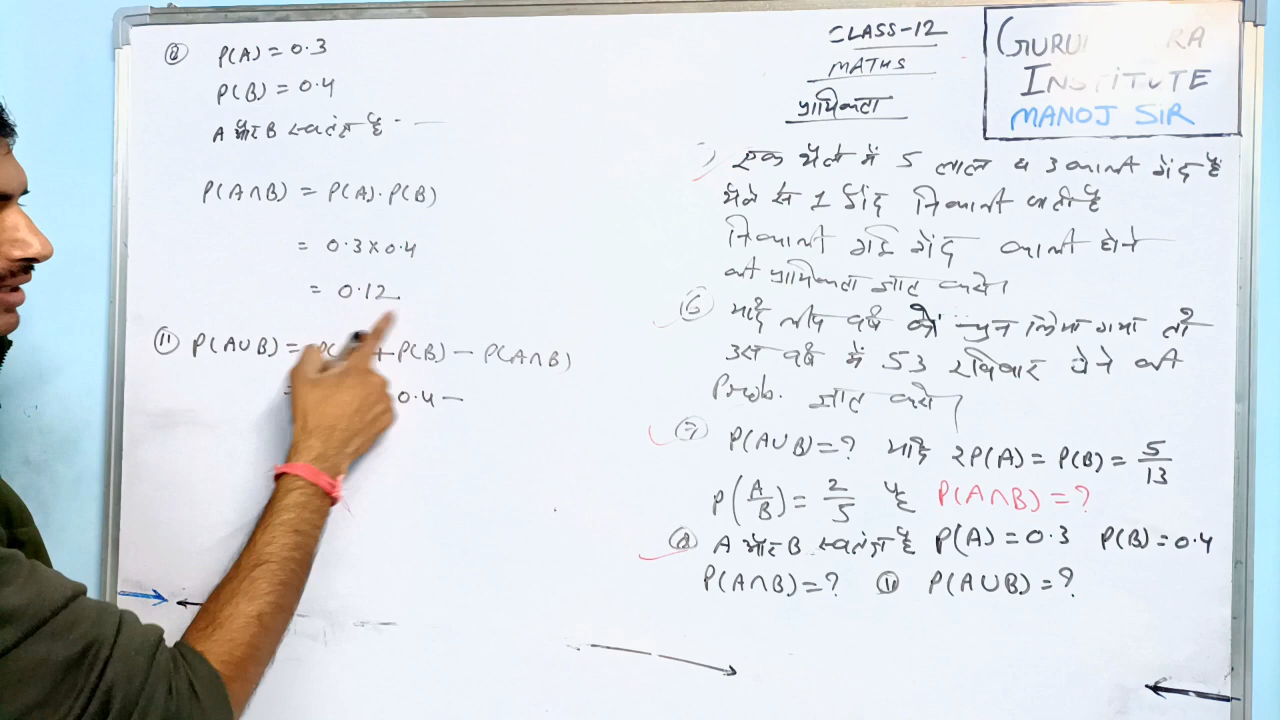 ⑧ P(A) = 0.3
P(B) = 0.4
A और B स्वतंत्र है
P(A∩B) = P(A).P(B)
= 0.3×0.4
= 0.12
⑪ P(A∪B) = P( +P(B) − P(A∩B)
= 0.4 −
CLASS-12
MATHS
प्रायिकता
GURU RA
INSTITUTE
MANOJ SIR
एक थैले में 5 लाल व 3 काली गेंद है
थैले से 1 गेंद निकाली जाती है
निकाली गई गेंद काली होने
की प्रायिकता ज्ञात करो।
⑥ यदि लीप वर्ष को चुन लिया गया तो
उस वर्ष में 53 रविवार होने की
Prob. ज्ञात करो।
⑦ P(A∪B)=? यदि 2P(A) = P(B) = 5/13
P(A/B) = 2/5 है P(A∩B) = ?
⑧ A और B स्वतंत्र है P(A) = 0.3 P(B) = 0.4
P(A∩B) = ? ⑪ P(A∪B) = ?